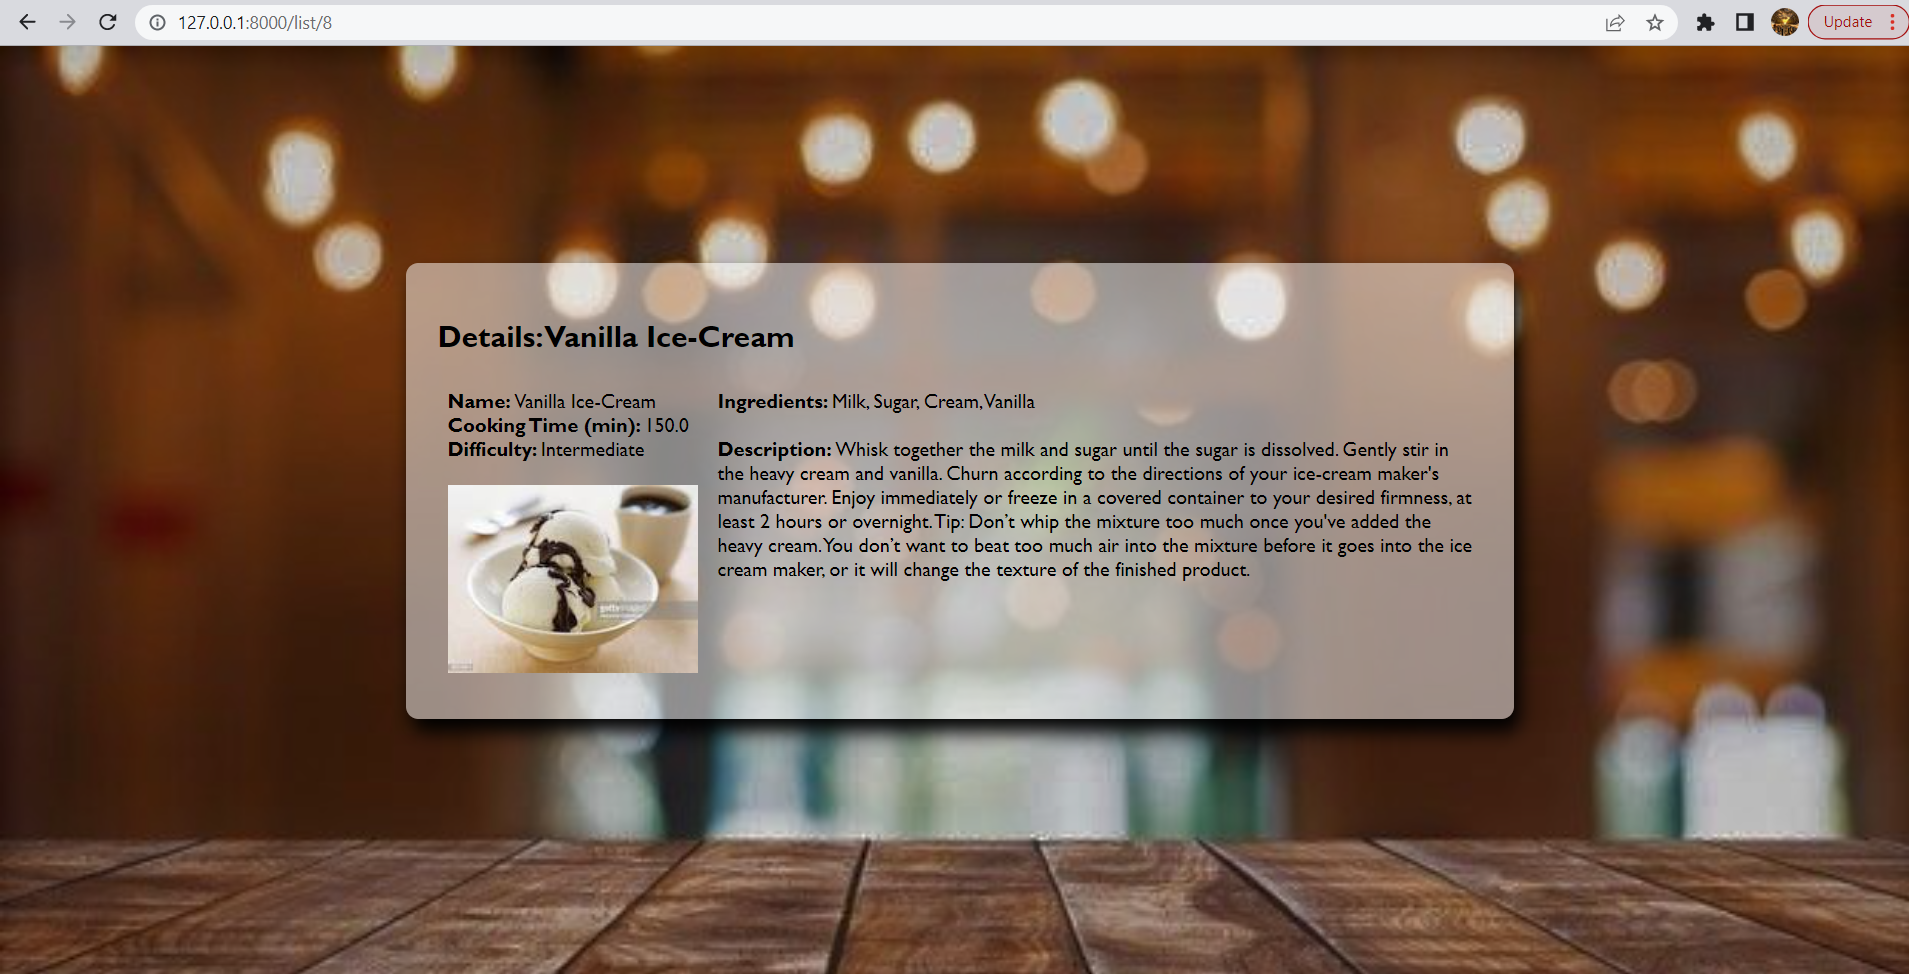 127.0.0.1:8000/list/8
Update
Details: Vanilla Ice-Cream
Name: Vanilla Ice-Cream
Cooking Time (min): 150.0
Difficulty: Intermediate
Ingredients: Milk, Sugar, Cream, Vanilla
Description: Whisk together the milk and sugar until the sugar is dissolved. Gently stir in
the heavy cream and vanilla. Churn according to the directions of your ice-cream maker's
manufacturer. Enjoy immediately or freeze in a covered container to your desired firmness, at
least 2 hours or overnight. Tip: Don’t whip the mixture too much once you've added the
heavy cream. You don’t want to beat too much air into the mixture before it goes into the ice
cream maker, or it will change the texture of the finished product.
gettyimages